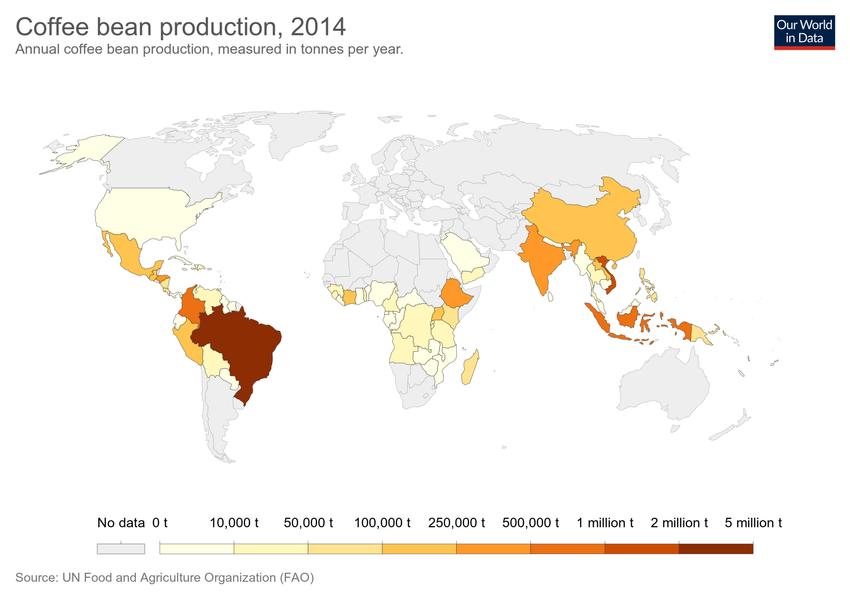 Coffee bean production, 2014
Annual coffee bean production, measured in tonnes per year.
Our World
in Data
No data 0 t 10,000 t 50,000 t 100,000 t 250,000 t 500,000 t 1 million t 2 million t 5 million t
Source: UN Food and Agriculture Organization (FAO)